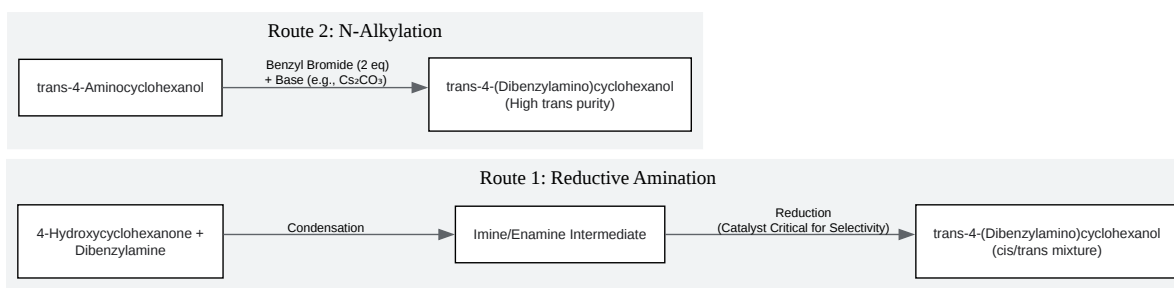 Route 2: N-Alkylation
trans-4-Aminocyclohexanol
Benzyl Bromide (2 eq)
+ Base (e.g., Cs₂CO₃)
trans-4-(Dibenzylamino)cyclohexanol
(High trans purity)
Route 1: Reductive Amination
4-Hydroxycyclohexanone +
Dibenzylamine
Condensation
Imine/Enamine Intermediate
Reduction
(Catalyst Critical for Selectivity)
trans-4-(Dibenzylamino)cyclohexanol
(cis/trans mixture)